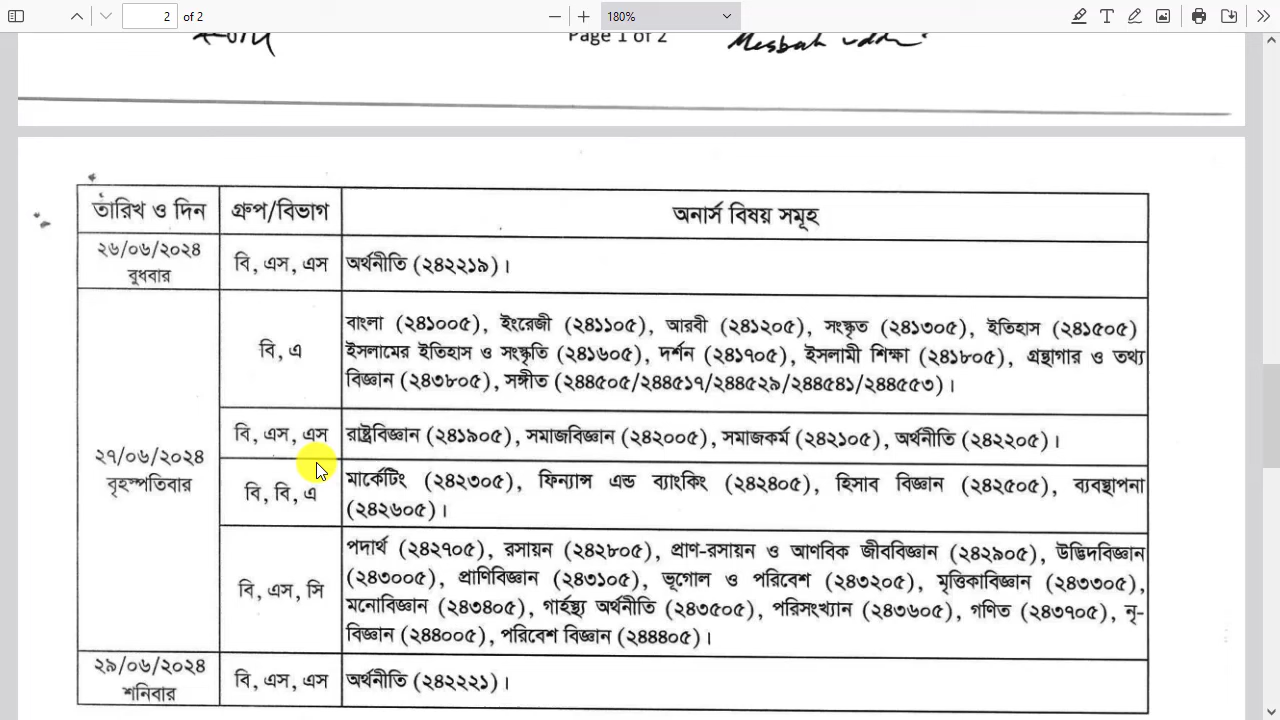 2 of 2 180%
Page 1 of 2 Mesbah uddin
তারিখ ও দিন গ্রুপ/বিভাগ অনার্স বিষয় সমূহ
২৬/০৬/২০২৪
বুধবার
বি, এস, এস অর্থনীতি (২৪২২১৯)।
২৭/০৬/২০২৪
বৃহস্পতিবার
বি, এ
বাংলা (২৪১০০৫), ইংরেজী (২৪১১০৫), আরবী (২৪১২০৫), সংস্কৃত (২৪১৩০৫), ইতিহাস (২৪১৫০৫)
ইসলামের ইতিহাস ও সংস্কৃতি (২৪১৬০৫), দর্শন (২৪১৭০৫), ইসলামী শিক্ষা (২৪১৮০৫), গ্রন্থাগার ও তথ্য
বিজ্ঞান (২৪৩৮০৫), সঙ্গীত (২৪৪৫০৫/২৪৪৫১৭/২৪৪৫২৯/২৪৪৫৪১/২৪৪৫৫৩)।
বি, এস, এস রাষ্ট্রবিজ্ঞান (২৪১৯০৫), সমাজবিজ্ঞান (২৪২০০৫), সমাজকর্ম (২৪২১০৫), অর্থনীতি (২৪২২০৫)।
বি, বি, এ
মার্কেটিং (২৪২৩০৫), ফিন্যান্স এন্ড ব্যাংকিং (২৪২৪০৫), হিসাব বিজ্ঞান (২৪২৫০৫), ব্যবস্থাপনা
(২৪২৬০৫)।
বি, এস, সি
পদার্থ (২৪২৭০৫), রসায়ন (২৪২৮০৫), প্রাণ-রসায়ন ও আণবিক জীববিজ্ঞান (২৪২৯০৫), উদ্ভিদবিজ্ঞান
(২৪৩০০৫), প্রাণিবিজ্ঞান (২৪৩১০৫), ভূগোল ও পরিবেশ (২৪৩২০৫), মৃত্তিকাবিজ্ঞান (২৪৩৩০৫),
মনোবিজ্ঞান (২৪৩৪০৫), গার্হস্থ্য অর্থনীতি (২৪৩৫০৫), পরিসংখ্যান (২৪৩৬০৫), গণিত (২৪৩৭০৫), নৃ-
বিজ্ঞান (২৪৪০০৫), পরিবেশ বিজ্ঞান (২৪৪৪০৫)।
২৯/০৬/২০২৪
শনিবার
বি, এস, এস অর্থনীতি (২৪২২২১)।